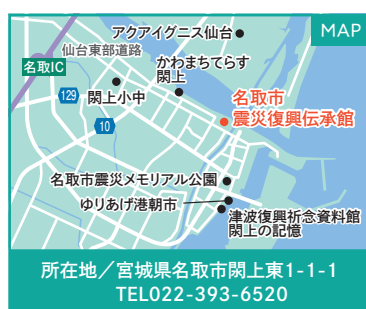 MAP
アクアイグニス仙台
仙台東部道路
名取IC
かわまちてらす
閖上
閖上小中
129
10
名取市
震災復興伝承館
名取市震災メモリアル公園
ゆりあげ港朝市
津波復興祈念資料館
閖上の記憶
所在地／宮城県名取市閖上東1-1-1
TEL022-393-6520